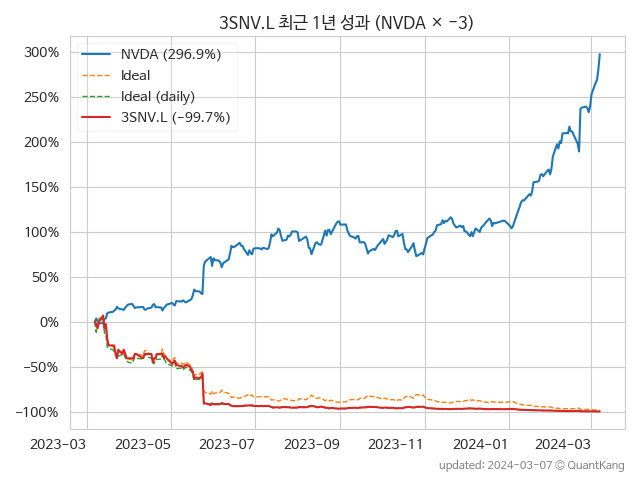 3SNV.L 최근 1년 성과 (NVDA × −3)
NVDA (296.9%)
Ideal
Ideal (daily)
3SNV.L (−99.7%)
300%
250%
200%
150%
100%
50%
0%
−50%
−100%
2023−03 2023−05 2023−07 2023−09 2023−11 2024−01 2024−03
updated: 2024−03−07 ⓒ QuantKang